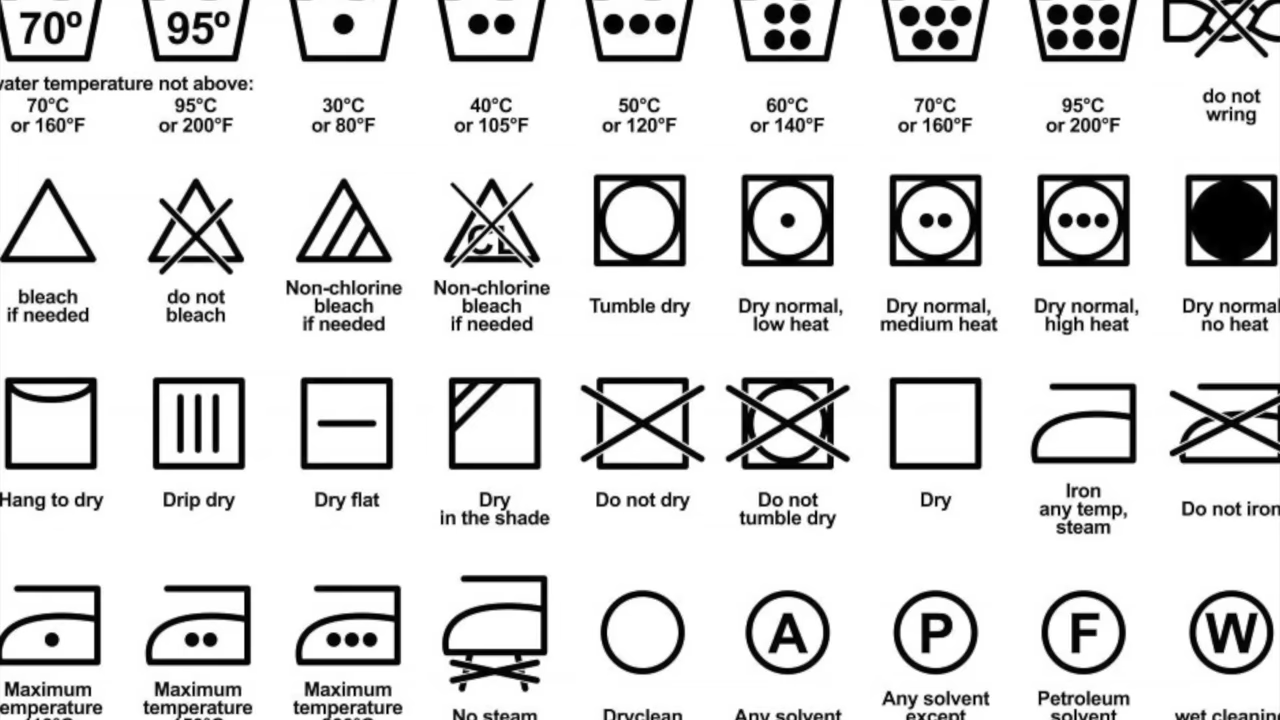 70º 95º
water temperature not above:
70°C
or 160°F
95°C
or 200°F
30°C
or 80°F
40°C
or 105°F
50°C
or 120°F
60°C
or 140°F
70°C
or 160°F
95°C
or 200°F
do not
wring
CL
bleach
if needed
do not
bleach
Non-chlorine
bleach
if needed
Non-chlorine
bleach
if needed
Tumble dry
Dry normal,
low heat
Dry normal,
medium heat
Dry normal,
high heat
Dry normal
no heat
Hang to dry
Drip dry
Dry flat
Dry
in the shade
Do not dry
Do not
tumble dry
Dry
Iron
any temp,
steam
Do not iron
A P F W
Maximum
temperature
Maximum
temperature
Maximum
temperature
No steam
Dryclean
Any solvent
Any solvent
except
Petroleum
solvent
wet cleaning